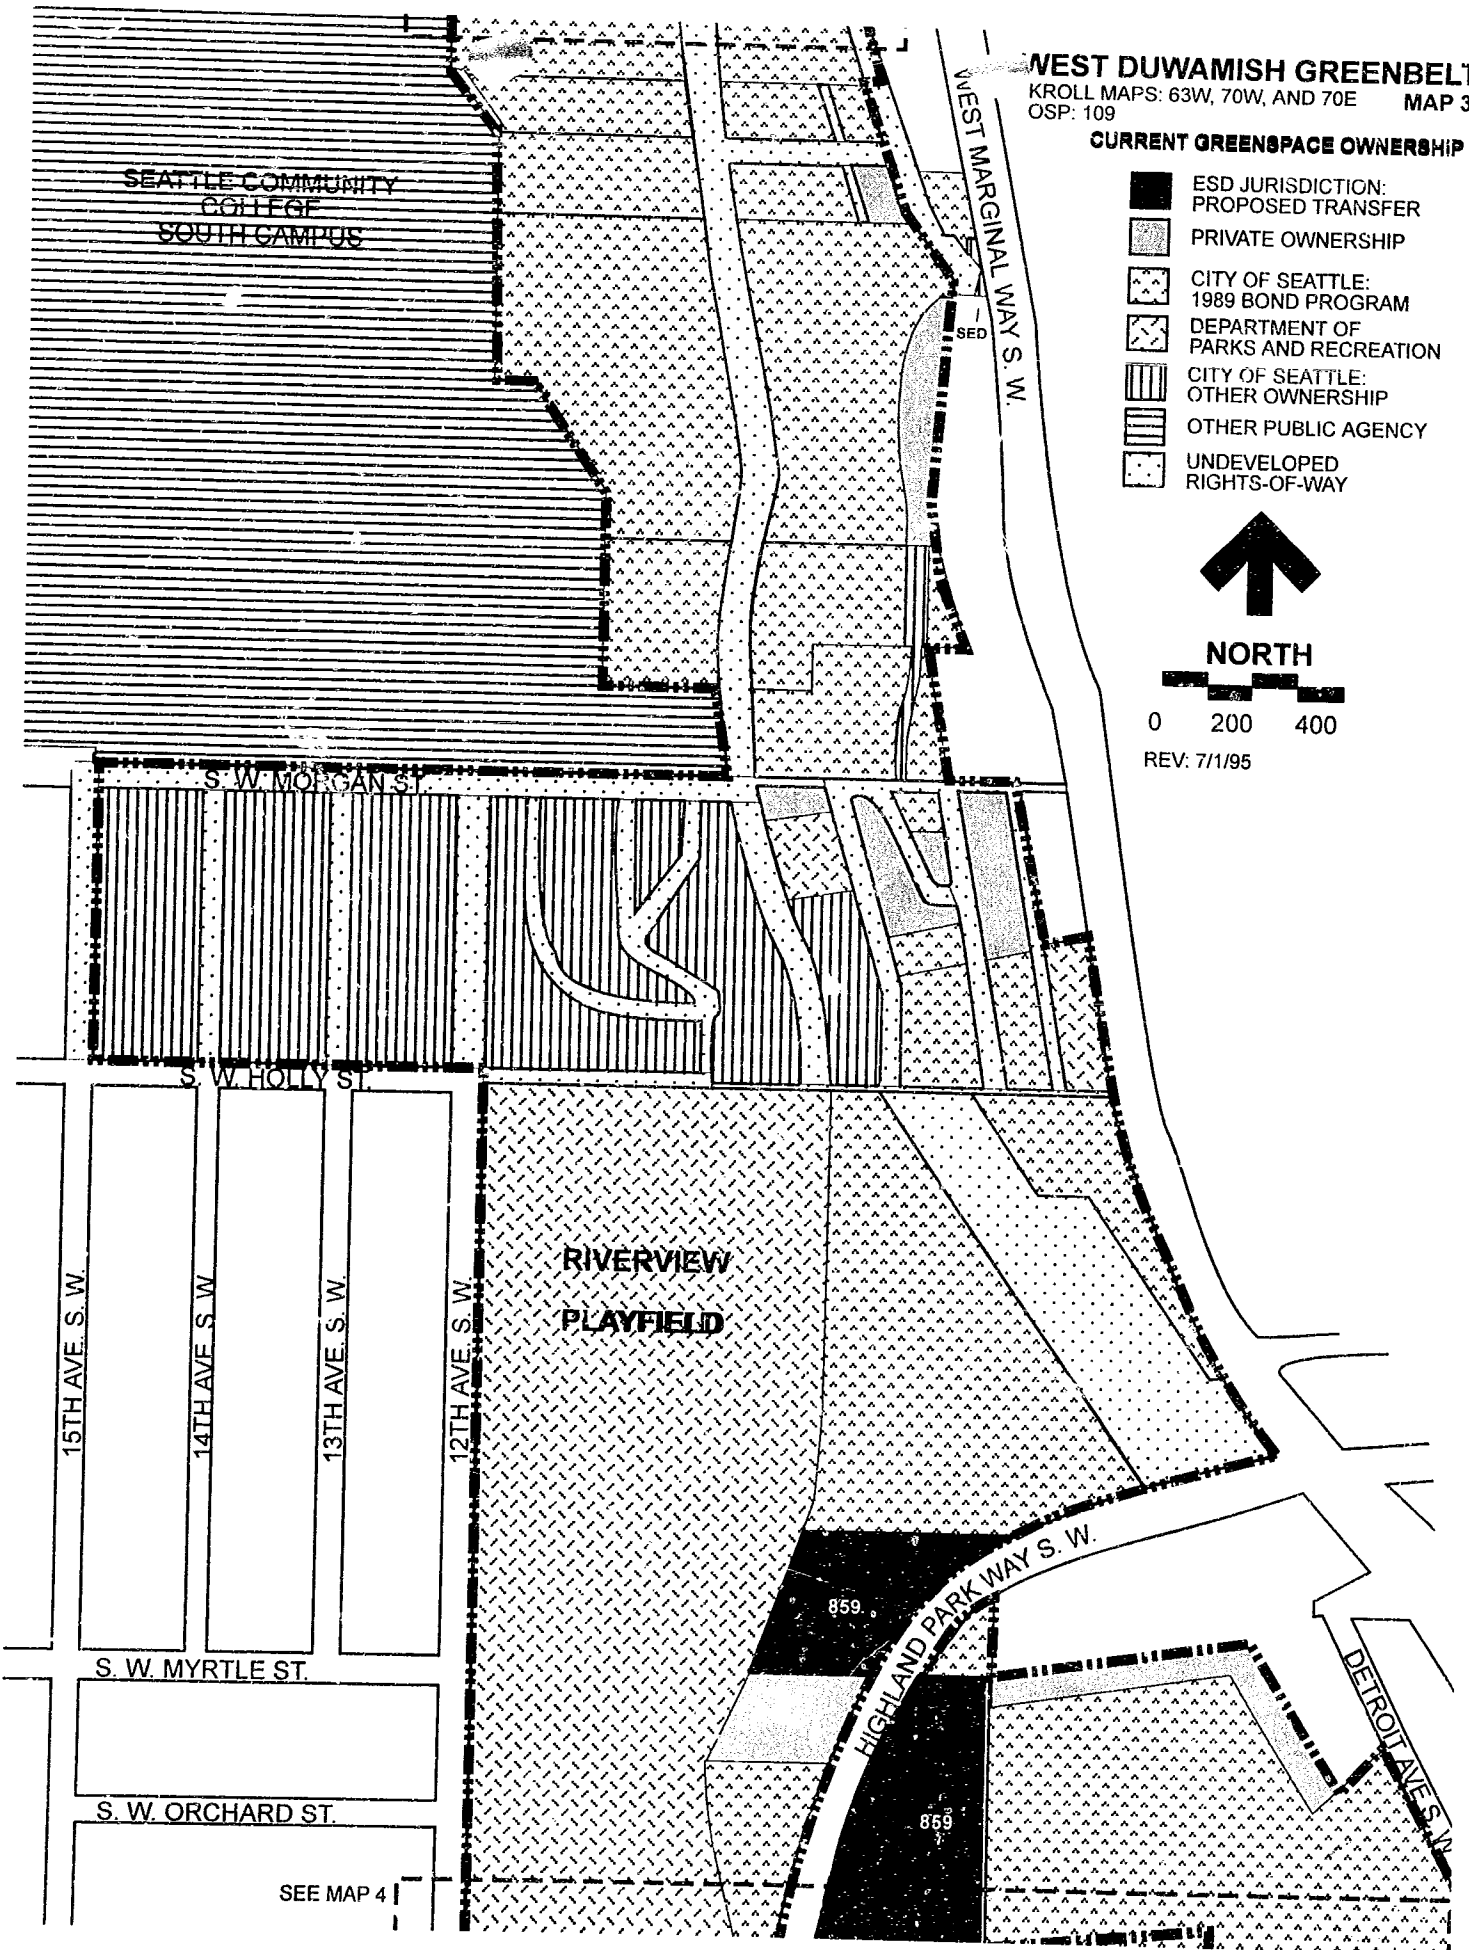 WEST DUWAMISH GREENBELT
KROLL MAPS: 63W, 70W, AND 70E MAP 3
OSP: 109
CURRENT GREENSPACE OWNERSHIP
ESD JURISDICTION:
PROPOSED TRANSFER
PRIVATE OWNERSHIP
CITY OF SEATTLE:
1989 BOND PROGRAM
DEPARTMENT OF
PARKS AND RECREATION
CITY OF SEATTLE:
OTHER OWNERSHIP
OTHER PUBLIC AGENCY
UNDEVELOPED
RIGHTS-OF-WAY
NORTH
0 200 400
REV: 7/1/95
SEATTLE COMMUNITY
COLLEGE
SOUTH CAMPUS
WEST MARGINAL WAY S. W.
SED
S. W. MORGAN ST.
S. W. HOLLY ST.
RIVERVIEW
PLAYFIELD
15TH AVE. S. W.
14TH AVE. S. W.
13TH AVE. S. W.
12TH AVE. S. W.
859
HIGHLAND PARK WAY S. W.
S. W. MYRTLE ST.
DETROIT AVE S. W.
S. W. ORCHARD ST.
859
SEE MAP 4